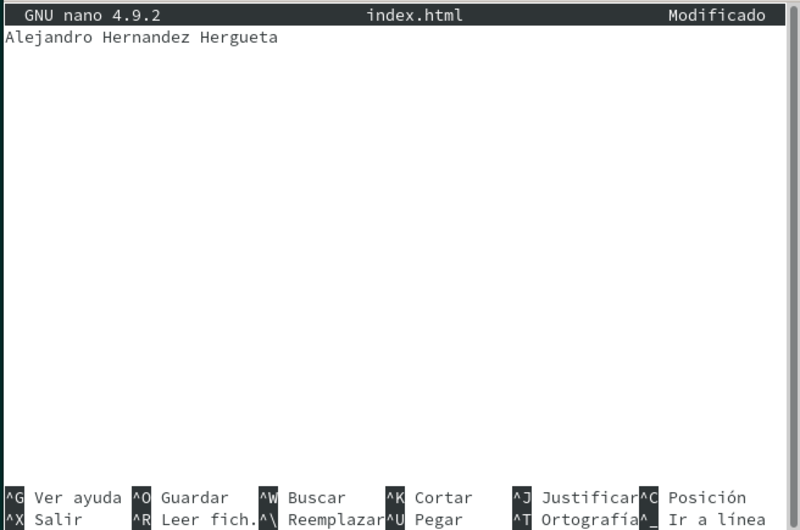 GNU nano 4.9.2 index.html Modificado
Alejandro Hernandez Hergueta
^G Ver ayuda ^O Guardar ^W Buscar ^K Cortar ^J Justificar ^C Posición
^X Salir ^R Leer fich. ^\ Reemplazar ^U Pegar ^T Ortografía ^_ Ir a línea